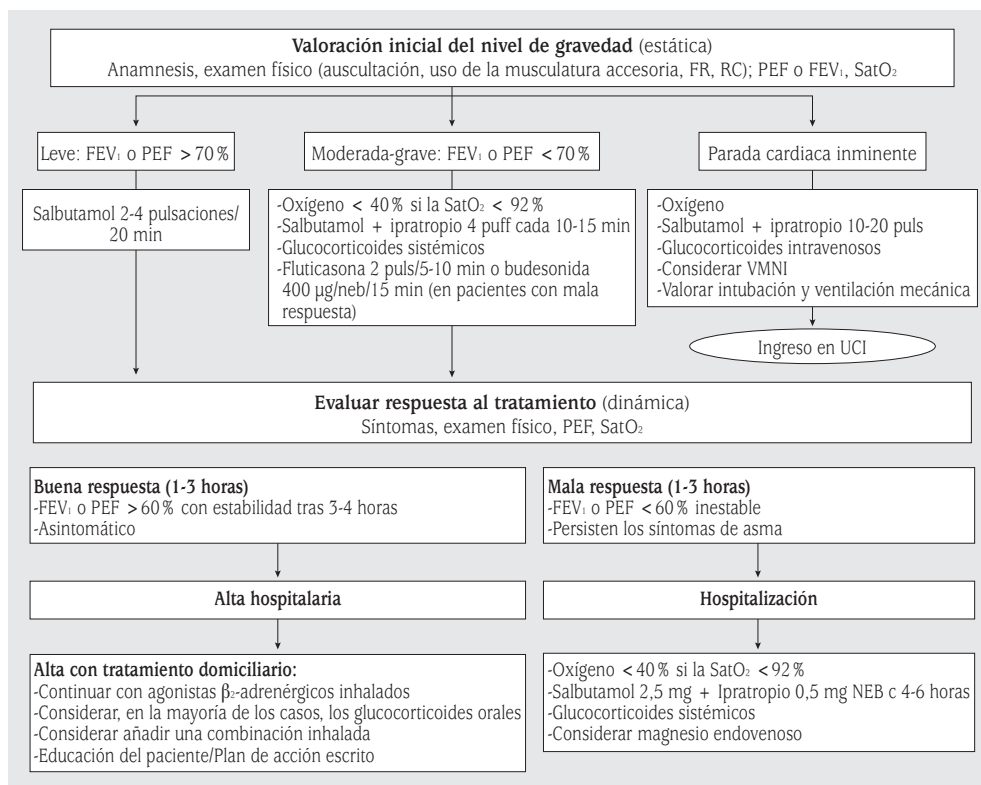 Valoración inicial del nivel de gravedad (estática)
Anamnesis, examen físico (auscultación, uso de la musculatura accesoria, FR, RC); PEF o FEV₁, SatO₂
Leve: FEV₁ o PEF > 70 %
Moderada-grave: FEV₁ o PEF < 70 %
Parada cardiaca inminente
Salbutamol 2-4 pulsaciones/
20 min
-Oxígeno < 40 % si la SatO₂ < 92 %
-Salbutamol + ipratropio 4 puff cada 10-15 min
-Glucocorticoides sistémicos
-Fluticasona 2 puls/5-10 min o budesonida
400 µg/neb/15 min (en pacientes con mala
respuesta)
-Oxígeno
-Salbutamol + ipratropio 10-20 puls
-Glucocorticoides intravenosos
-Considerar VMNI
-Valorar intubación y ventilación mecánica
Ingreso en UCI
Evaluar respuesta al tratamiento (dinámica)
Síntomas, examen físico, PEF, SatO₂
Buena respuesta (1-3 horas)
-FEV₁ o PEF > 60 % con estabilidad tras 3-4 horas
-Asintomático
Mala respuesta (1-3 horas)
-FEV₁ o PEF < 60 % inestable
-Persisten los síntomas de asma
Alta hospitalaria
Hospitalización
Alta con tratamiento domiciliario:
-Continuar con agonistas β₂-adrenérgicos inhalados
-Considerar, en la mayoría de los casos, los glucocorticoides orales
-Considerar añadir una combinación inhalada
-Educación del paciente/Plan de acción escrito
-Oxígeno < 40 % si la SatO₂ < 92 %
-Salbutamol 2,5 mg + Ipratropio 0,5 mg NEB c 4-6 horas
-Glucocorticoides sistémicos
-Considerar magnesio endovenoso